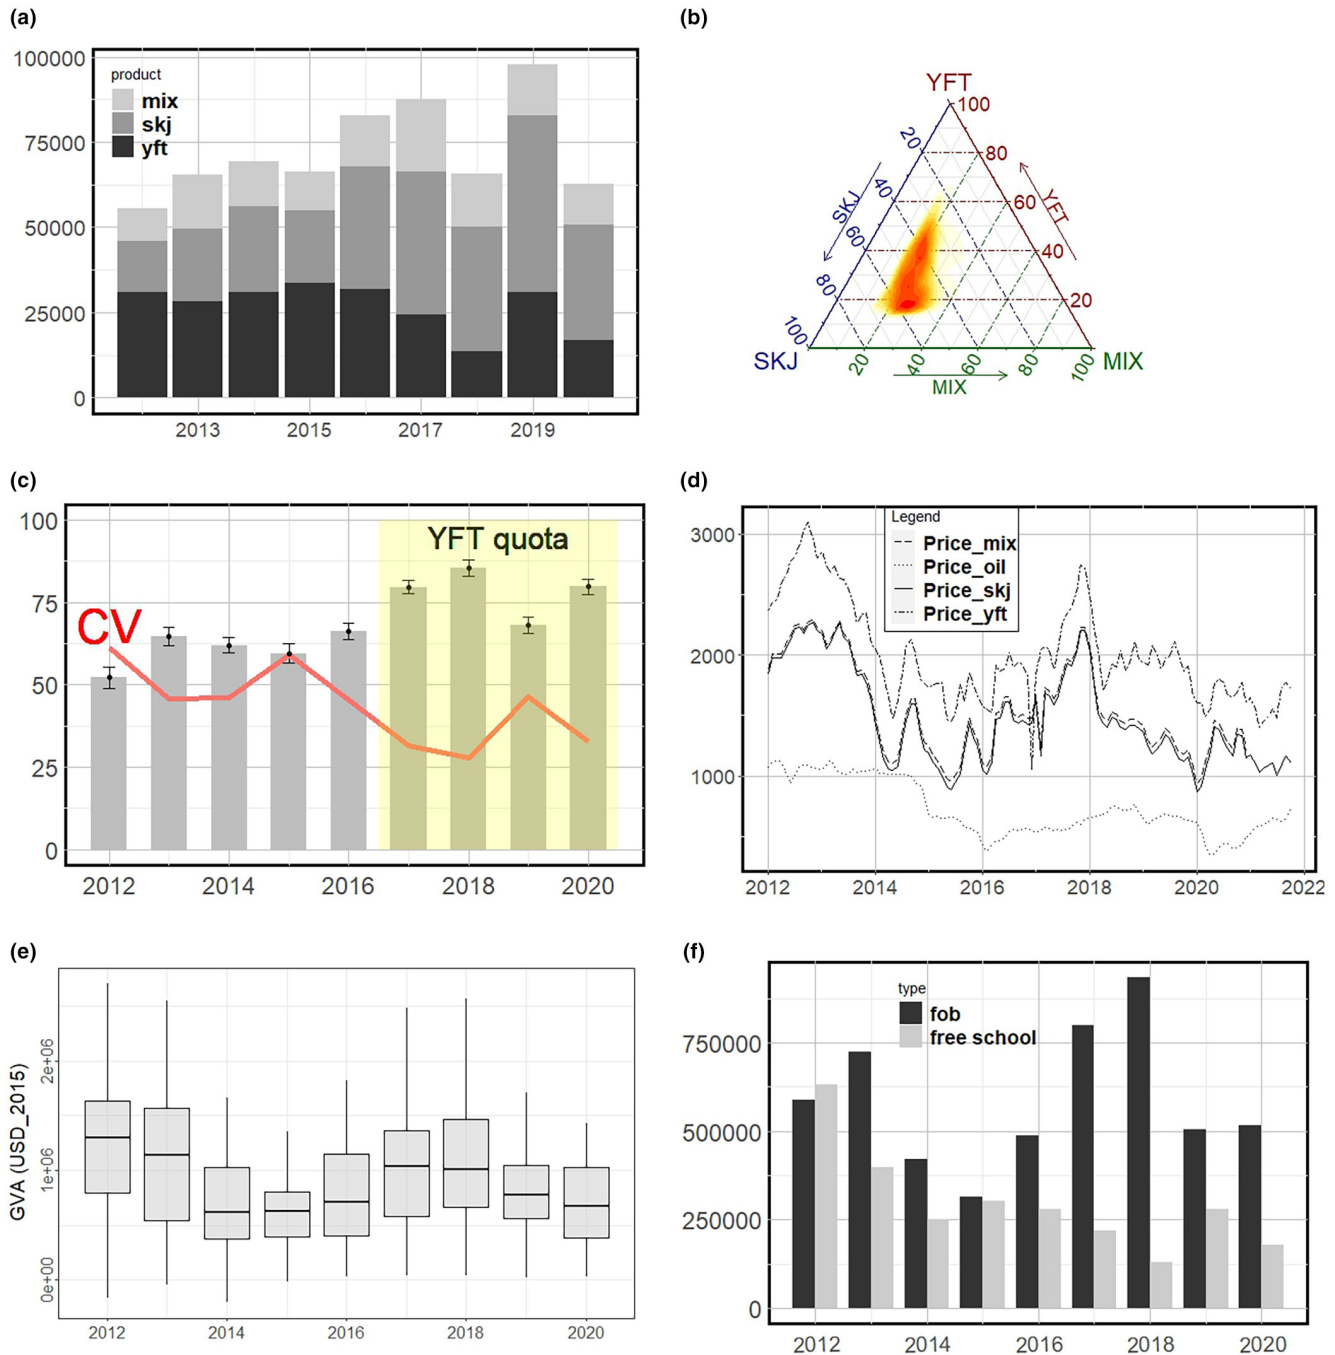 (a)
100000
75000
50000
25000
0
product
mix
skj
yft
2013
2015
2017
2019
(b)
YFT
100
80
60
40
20
YFT
20
40
60
80
100
SKJ
SKJ
MIX
20
40
60
80
100
MIX
(c)
100
75
50
25
0
YFT quota
CV
2012
2014
2016
2018
2020
(d)
3000
2000
1000
Legend
Price_mix
Price_oil
Price_skj
Price_yft
2012
2014
2016
2018
2020
2022
(e)
GVA (USD_2015)
2e+06
1e+06
0e+00
2012
2014
2016
2018
2020
(f)
750000
500000
250000
0
type
fob
free school
2012
2014
2016
2018
2020